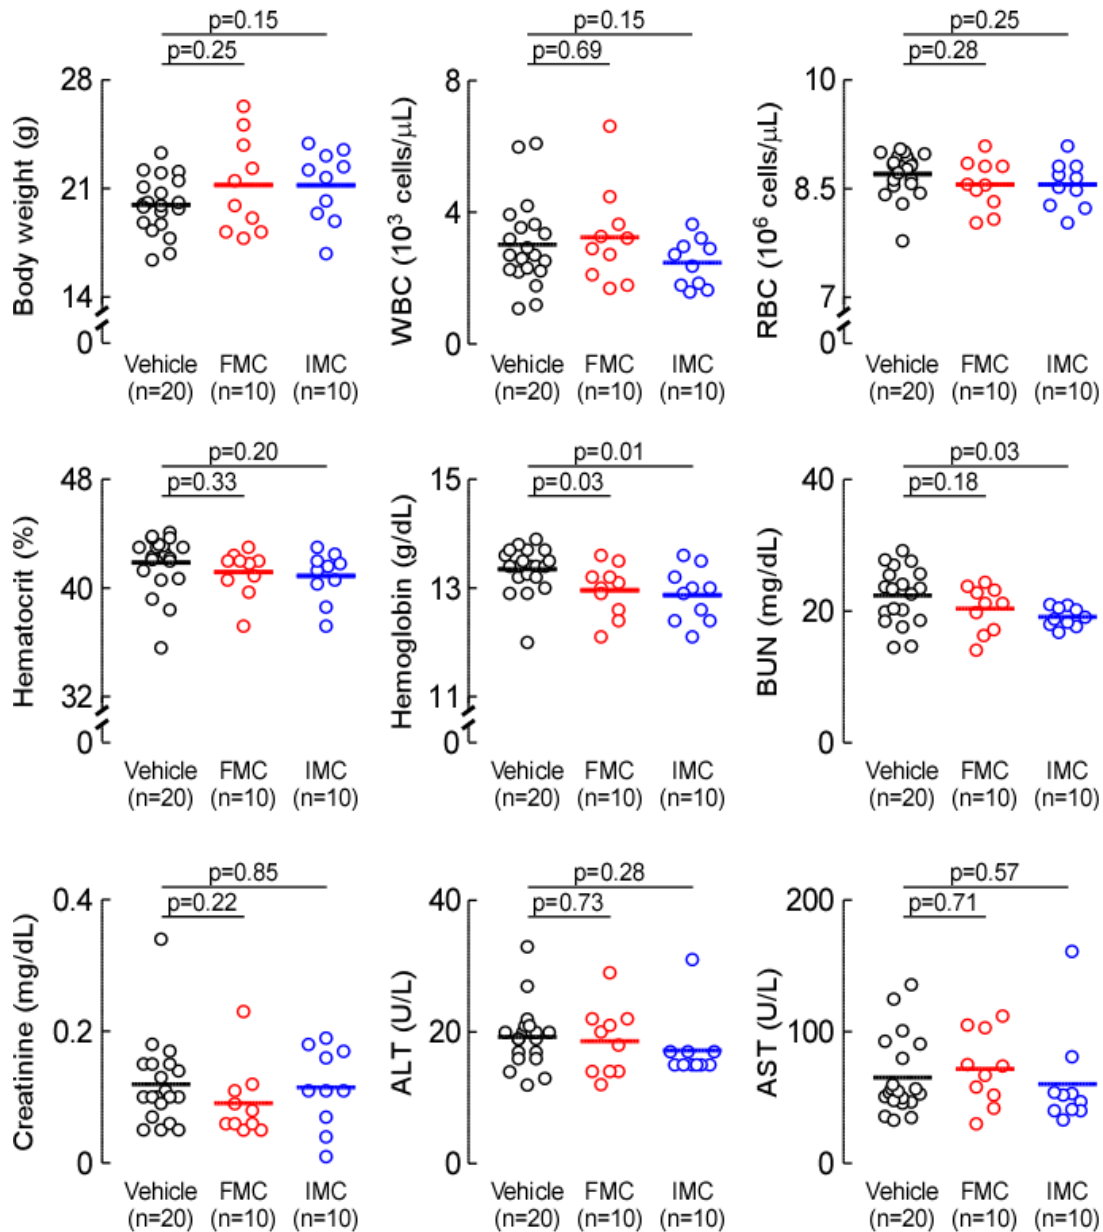 p=0.15
p=0.25
28
21
14
0
Body weight (g)
Vehicle FMC IMC
(n=20) (n=10) (n=10)
p=0.15
p=0.69
8
4
0
WBC (10³ cells/μL)
Vehicle FMC IMC
(n=20) (n=10) (n=10)
p=0.25
p=0.28
10
8.5
7
0
RBC (10⁶ cells/μL)
Vehicle FMC IMC
(n=20) (n=10) (n=10)
p=0.20
p=0.33
48
40
32
0
Hematocrit (%)
Vehicle FMC IMC
(n=20) (n=10) (n=10)
p=0.01
p=0.03
15
13
11
0
Hemoglobin (g/dL)
Vehicle FMC IMC
(n=20) (n=10) (n=10)
p=0.03
p=0.18
40
20
0
BUN (mg/dL)
Vehicle FMC IMC
(n=20) (n=10) (n=10)
p=0.85
p=0.22
0.4
0.2
0
Creatinine (mg/dL)
Vehicle FMC IMC
(n=20) (n=10) (n=10)
p=0.28
p=0.73
40
20
0
ALT (U/L)
Vehicle FMC IMC
(n=20) (n=10) (n=10)
p=0.57
p=0.71
200
100
0
AST (U/L)
Vehicle FMC IMC
(n=20) (n=10) (n=10)